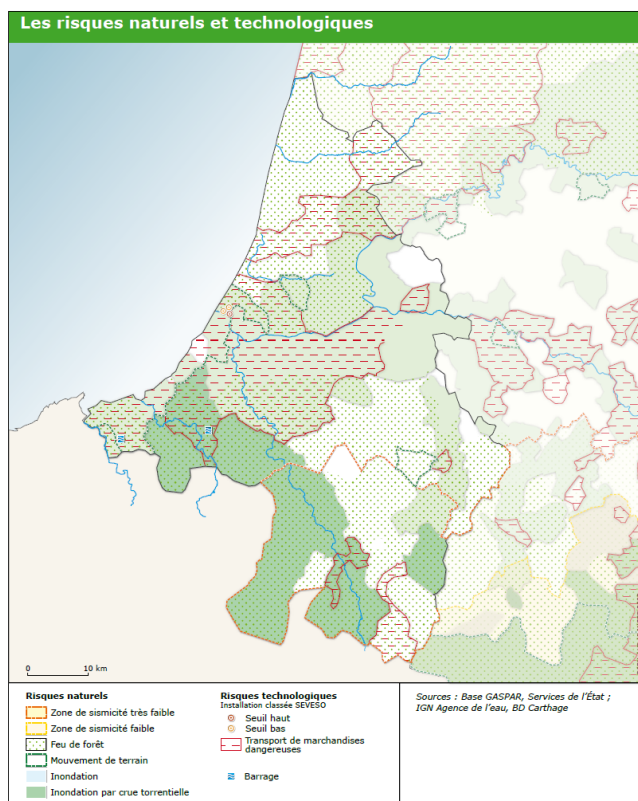 Les risques naturels et technologiques
0
10 km
Risques naturels
Zone de sismicité très faible
Zone de sismicité faible
Feu de forêt
Mouvement de terrain
Inondation
Inondation par crue torrentielle
Risques technologiques
Installation classée SEVESO
Seuil haut
Seuil bas
Transport de marchandises
dangereuses
Barrage
Sources : Base GASPAR, Services de l'État ;
IGN Agence de l'eau, BD Carthage